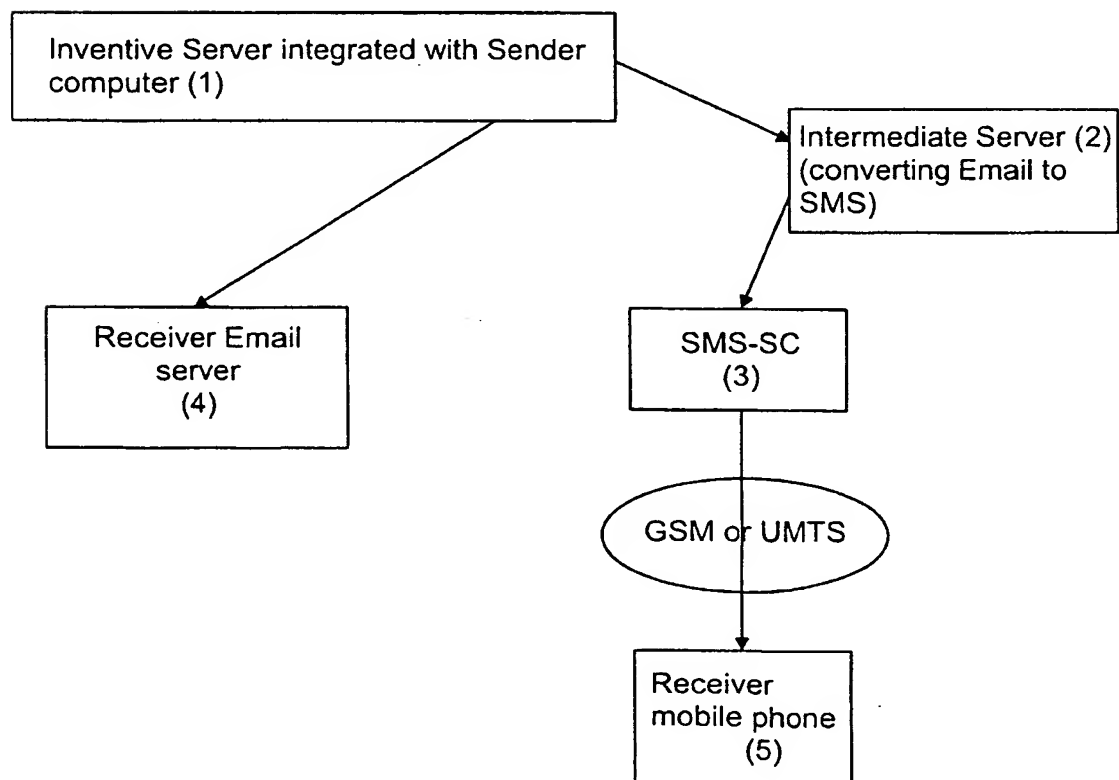 Inventive Server integrated with Sender
computer (1)
Intermediate Server (2)
(converting Email to
SMS)
Receiver Email
server
(4)
SMS-SC
(3)
GSM or UMTS
Receiver
mobile phone
(5)